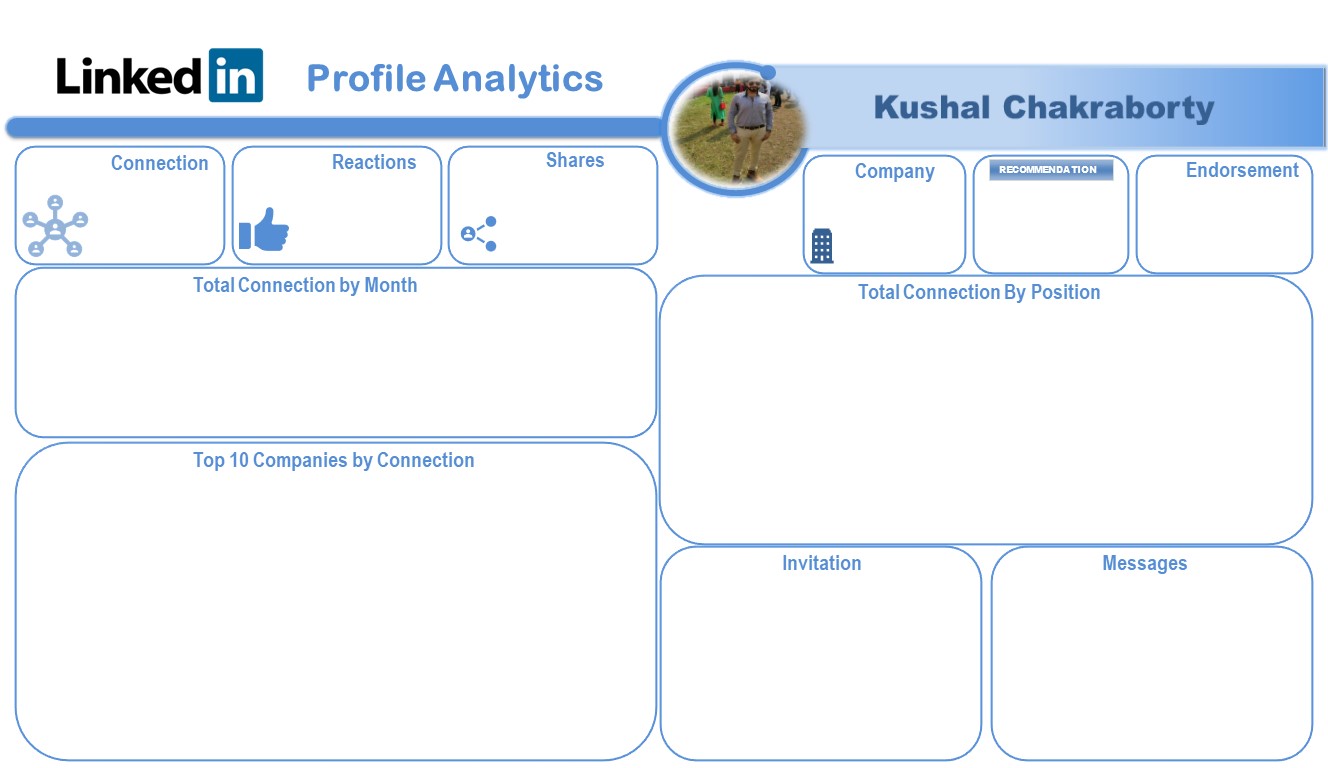 Linked in
Profile Analytics
Kushal Chakraborty
Connection
Reactions
Shares
Company
RECOMMENDATION
Endorsement
Total Connection by Month
Total Connection By Position
Top 10 Companies by Connection
Invitation
Messages